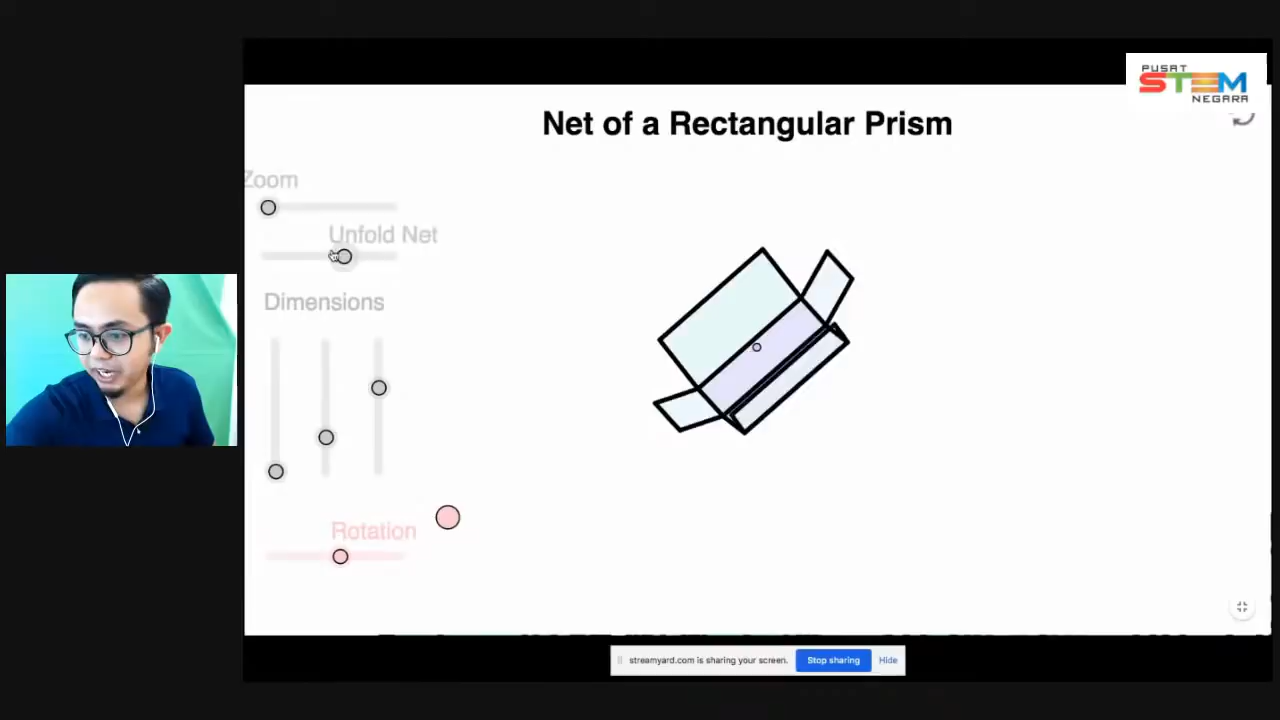 PUSAT
STEM
NEGARA
Net of a Rectangular Prism
Zoom
Unfold Net
Dimensions
Rotation
streamyard.com is sharing your screen.
Stop sharing
Hide